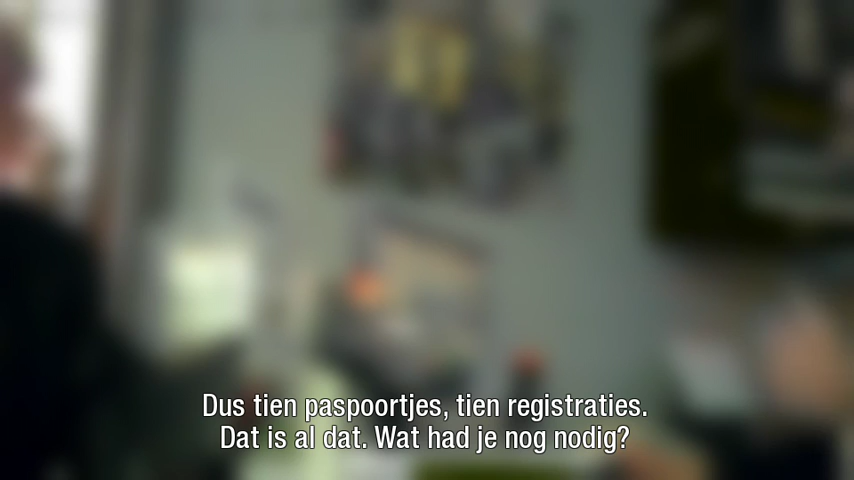 Dus tien paspoortjes, tien registraties.
Dat is al dat. Wat had je nog nodig?